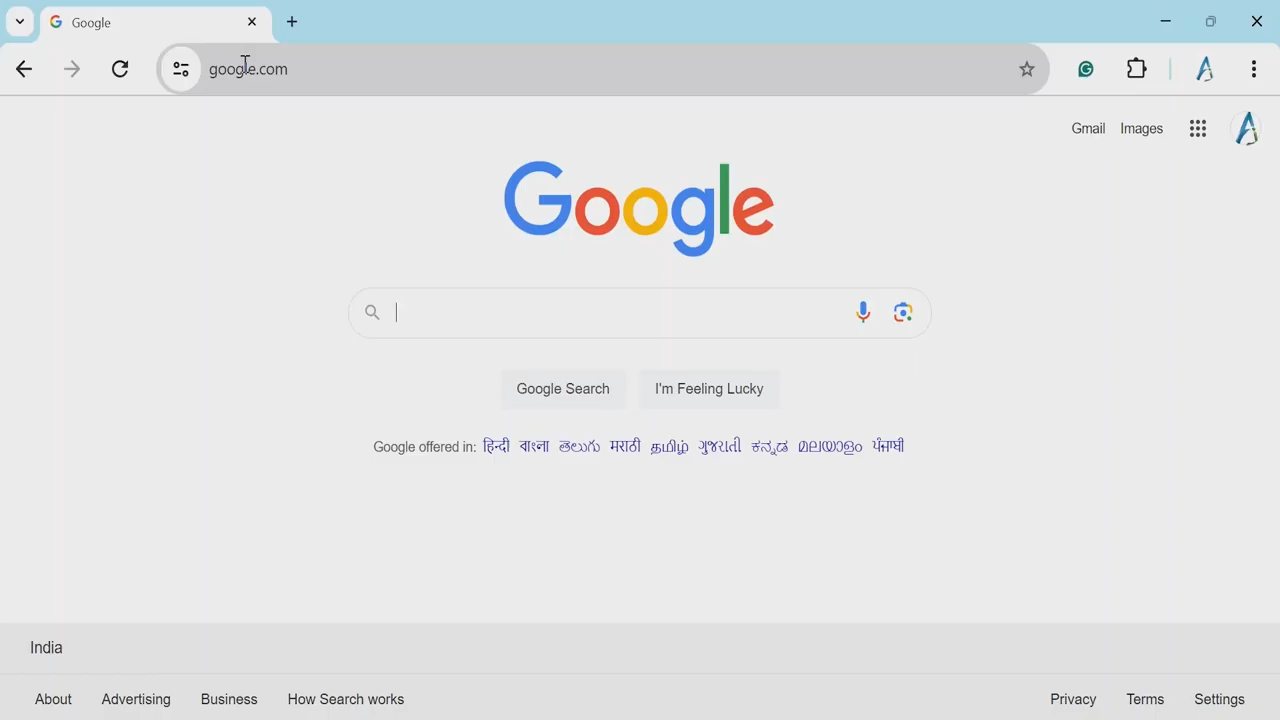 Google
google.com
Gmail Images
Google
Google Search I'm Feeling Lucky
Google offered in: हिन्दी বাংলা తెలుగు मराठी தமிழ் ગુજરાતી ಕನ್ನಡ മലയാളം ਪੰਜਾਬੀ
India
About Advertising Business How Search works Privacy Terms Settings